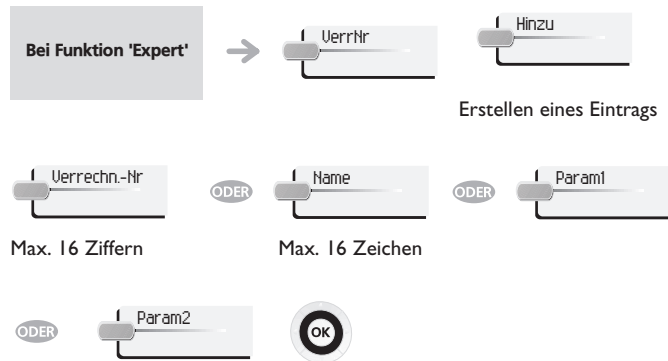 Bei Funktion 'Expert'
VerrNr
Hinzu
Erstellen eines Eintrags
Verrechn.-Nr
ODER
Name
ODER
Param1
Max. 16 Ziffern
Max. 16 Zeichen
ODER
Param2
OK